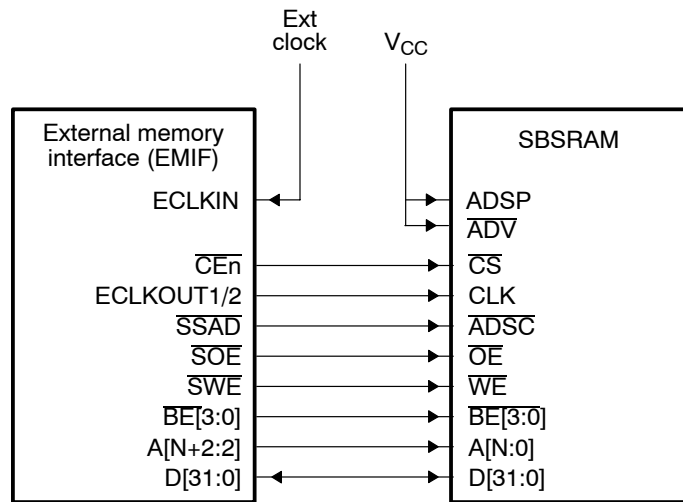 Ext
clock
VCC
External memory
interface (EMIF)
SBSRAM
ECLKIN
ADSP
ADV
CEn
CS
ECLKOUT1/2
CLK
SSAD
ADSC
SOE
OE
SWE
WE
BE[3:0]
BE[3:0]
A[N+2:2]
A[N:0]
D[31:0]
D[31:0]